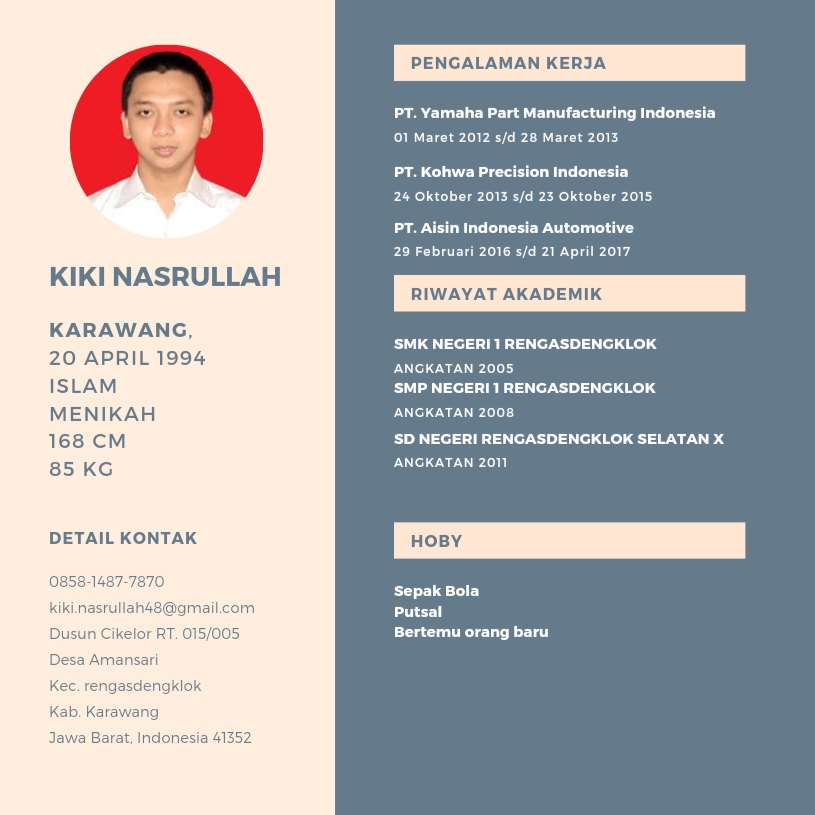 KIKI NASRULLAH
KARAWANG,
20 APRIL 1994
ISLAM
MENIKAH
168 CM
85 KG
DETAIL KONTAK
0858-1487-7870
kiki.nasrullah48@gmail.com
Dusun Cikelor RT. 015/005
Desa Amansari
Kec. rengasdengklok
Kab. Karawang
Jawa Barat, Indonesia 41352
PENGALAMAN KERJA
PT. Yamaha Part Manufacturing Indonesia
01 Maret 2012 s/d 28 Maret 2013
PT. Kohwa Precision Indonesia
24 Oktober 2013 s/d 23 Oktober 2015
PT. Aisin Indonesia Automotive
29 Februari 2016 s/d 21 April 2017
RIWAYAT AKADEMIK
SMK NEGERI 1 RENGASDENGKLOK
ANGKATAN 2005
SMP NEGERI 1 RENGASDENGKLOK
ANGKATAN 2008
SD NEGERI RENGASDENGKLOK SELATAN X
ANGKATAN 2011
HOBY
Sepak Bola
Putsal
Bertemu orang baru